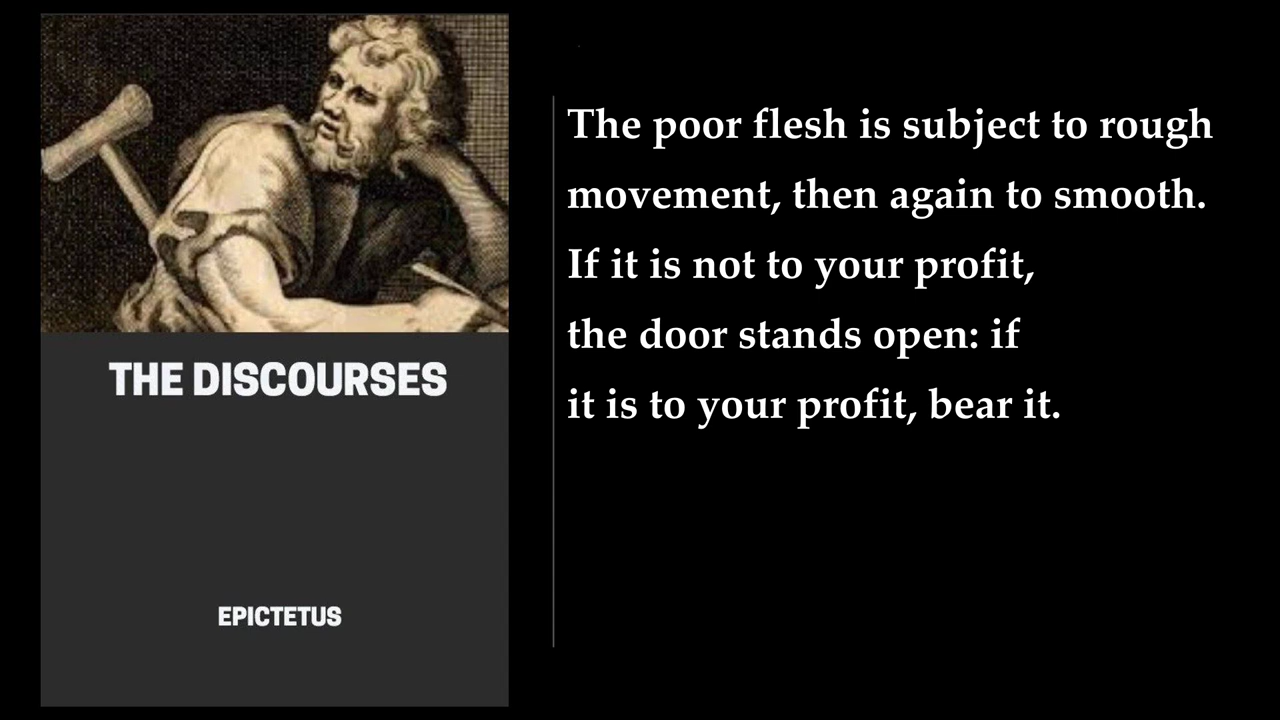 THE DISCOURSES
EPICTETUS
The poor flesh is subject to rough
movement, then again to smooth.
If it is not to your profit,
the door stands open: if
it is to your profit, bear it.